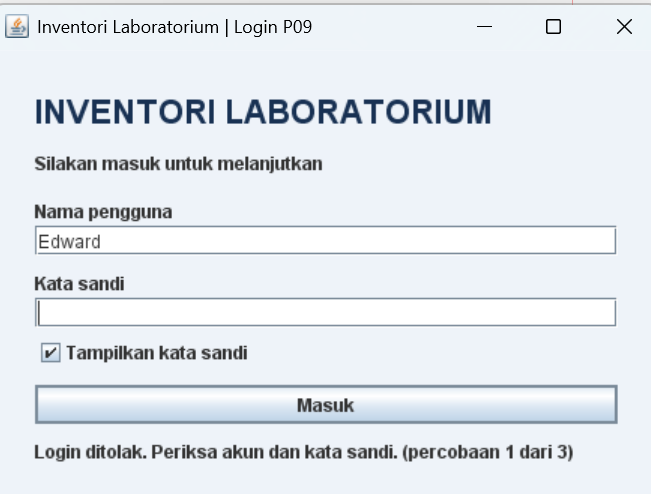 Inventori Laboratorium | Login P09
INVENTORI LABORATORIUM
Silakan masuk untuk melanjutkan
Nama pengguna
Edward
Kata sandi
Tampilkan kata sandi
Masuk
Login ditolak. Periksa akun dan kata sandi. (percobaan 1 dari 3)